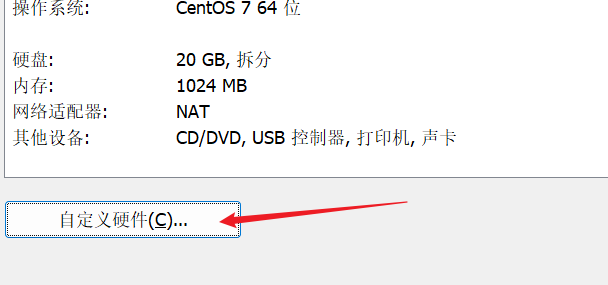 操作系统: CentOS 7 64 位
硬盘: 20 GB, 拆分
内存: 1024 MB
网络适配器: NAT
其他设备: CD/DVD, USB 控制器, 打印机, 声卡
自定义硬件(C)...